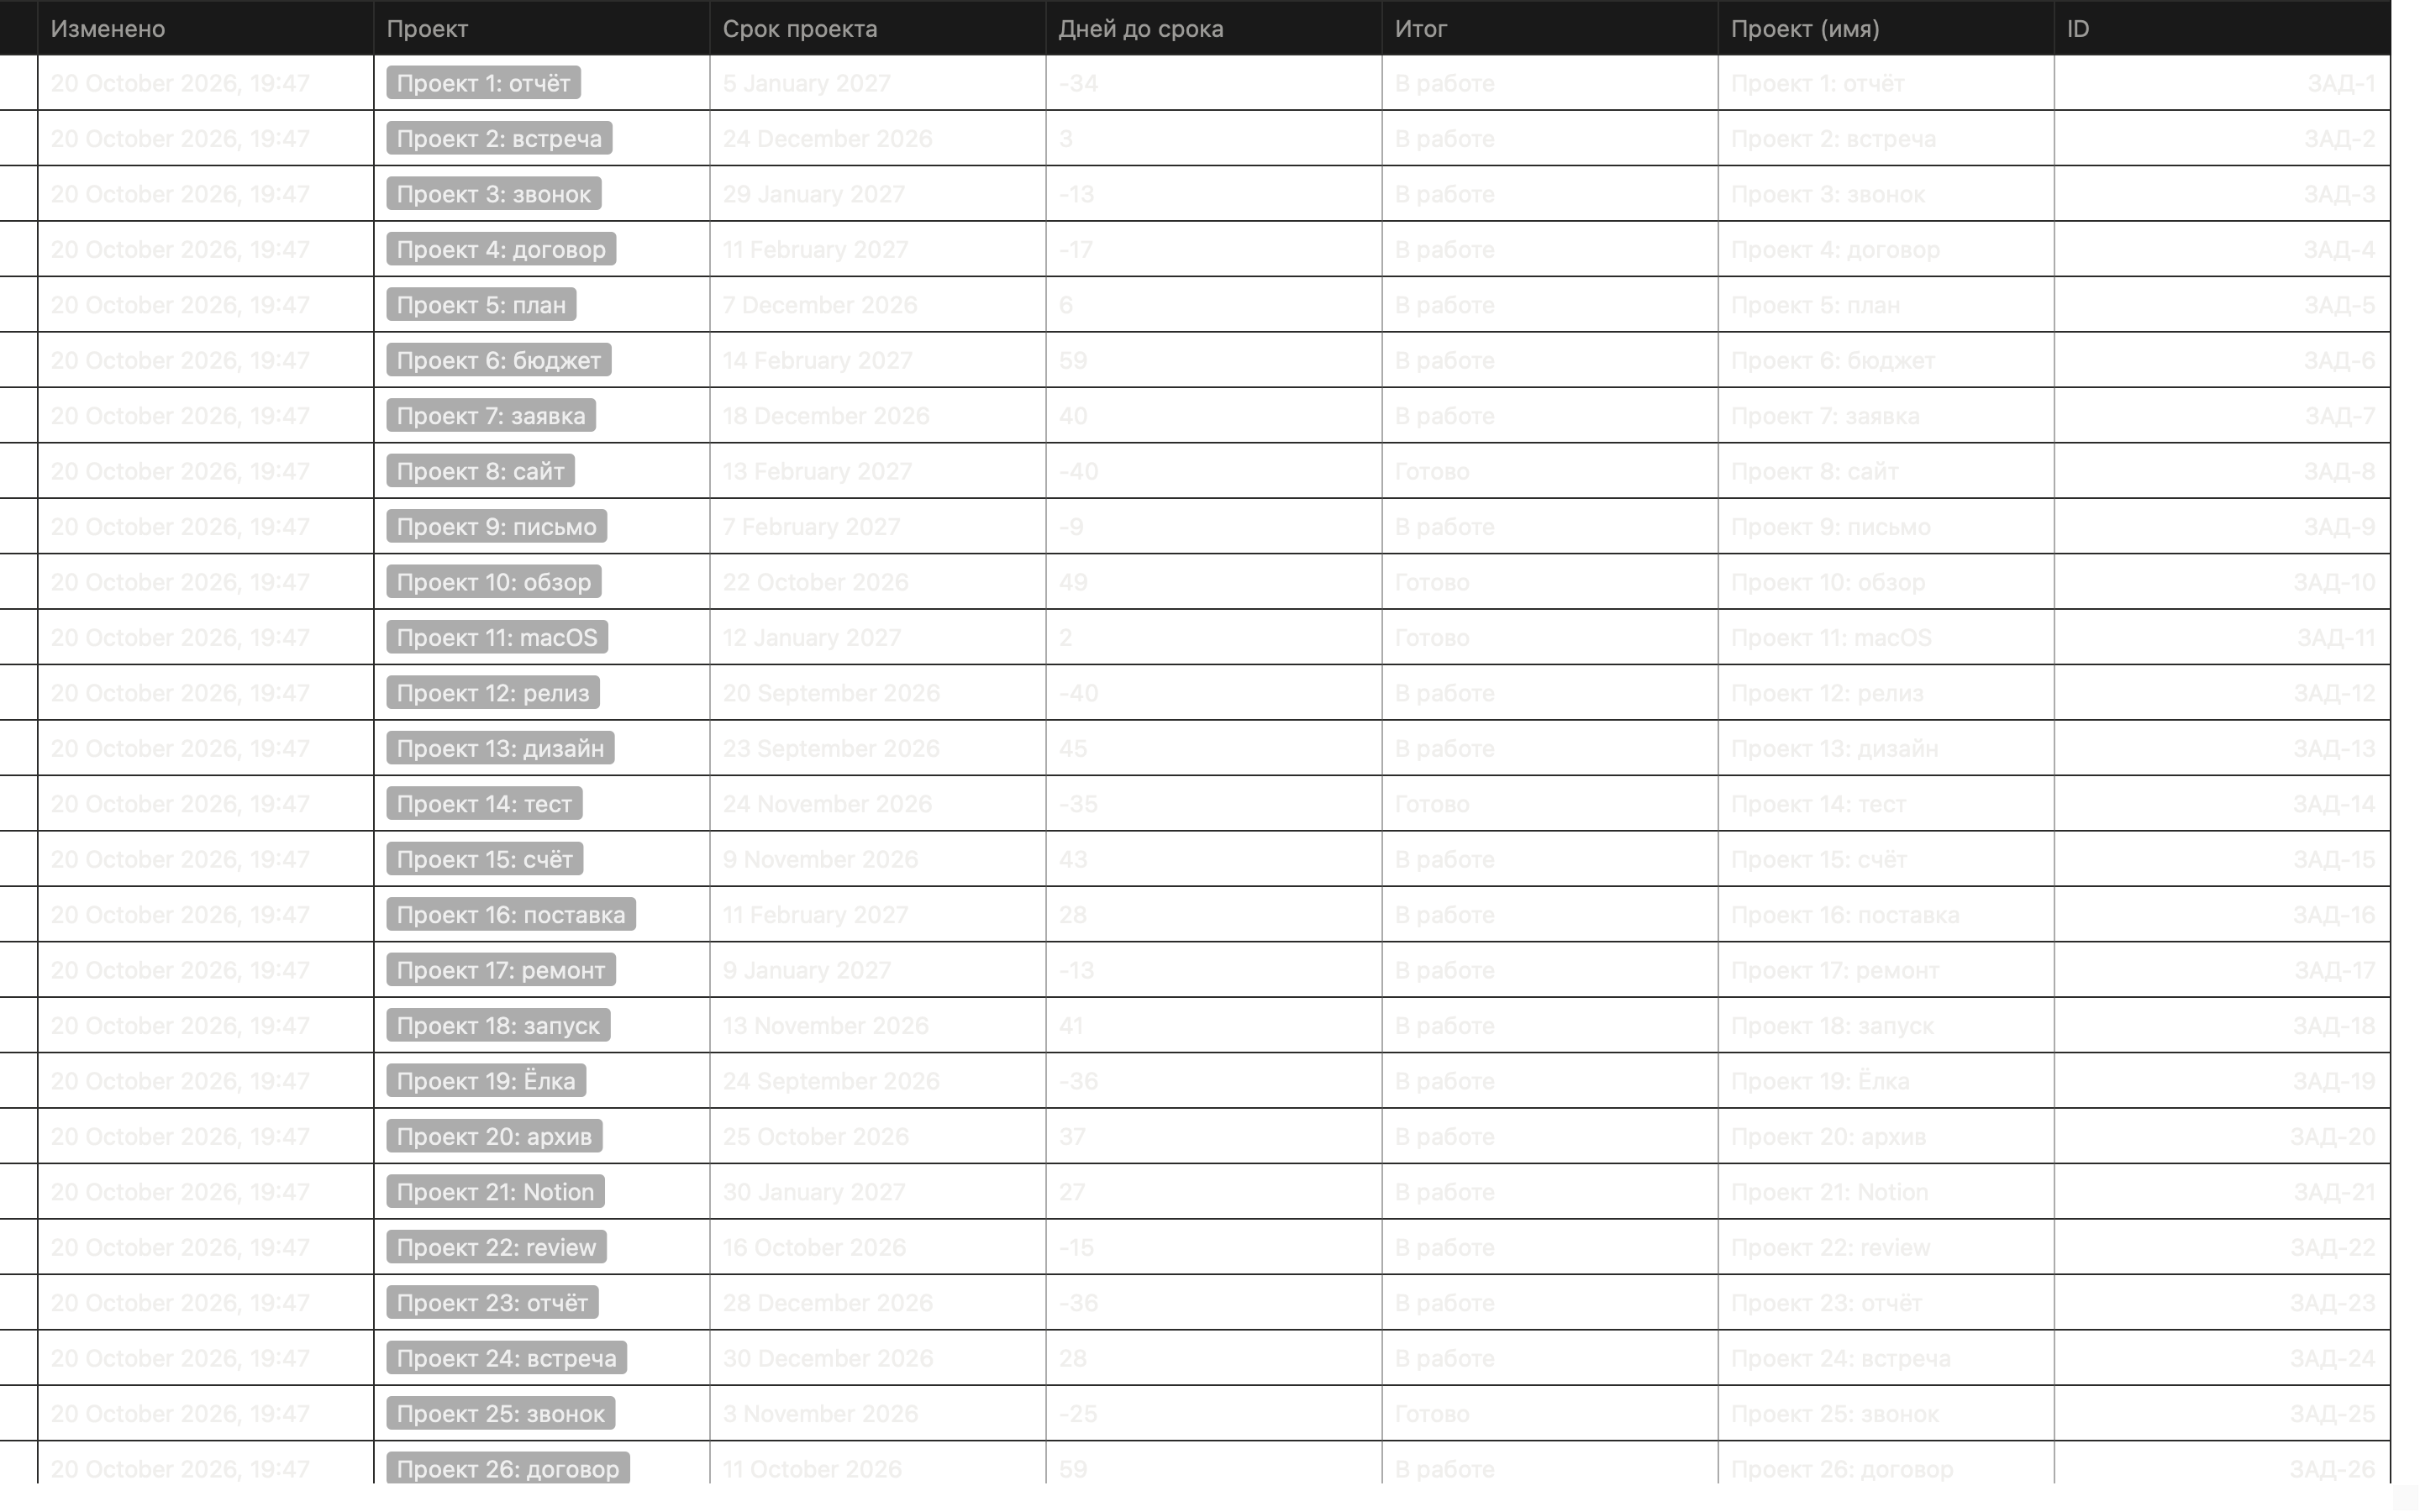 Изменено Проект Срок проекта Дней до срока Итог Проект (имя) ID
20 October 2026, 19:47 Проект 1: отчёт 5 January 2027 -34 В работе Проект 1: отчёт ЗАД-1
20 October 2026, 19:47 Проект 2: встреча 24 December 2026 3 В работе Проект 2: встреча ЗАД-2
20 October 2026, 19:47 Проект 3: звонок 29 January 2027 -13 В работе Проект 3: звонок ЗАД-3
20 October 2026, 19:47 Проект 4: договор 11 February 2027 -17 В работе Проект 4: договор ЗАД-4
20 October 2026, 19:47 Проект 5: план 7 December 2026 6 В работе Проект 5: план ЗАД-5
20 October 2026, 19:47 Проект 6: бюджет 14 February 2027 59 В работе Проект 6: бюджет ЗАД-6
20 October 2026, 19:47 Проект 7: заявка 18 December 2026 40 В работе Проект 7: заявка ЗАД-7
20 October 2026, 19:47 Проект 8: сайт 13 February 2027 -40 Готово Проект 8: сайт ЗАД-8
20 October 2026, 19:47 Проект 9: письмо 7 February 2027 -9 В работе Проект 9: письмо ЗАД-9
20 October 2026, 19:47 Проект 10: обзор 22 October 2026 49 Готово Проект 10: обзор ЗАД-10
20 October 2026, 19:47 Проект 11: macOS 12 January 2027 2 Готово Проект 11: macOS ЗАД-11
20 October 2026, 19:47 Проект 12: релиз 20 September 2026 -40 В работе Проект 12: релиз ЗАД-12
20 October 2026, 19:47 Проект 13: дизайн 23 September 2026 45 В работе Проект 13: дизайн ЗАД-13
20 October 2026, 19:47 Проект 14: тест 24 November 2026 -35 Готово Проект 14: тест ЗАД-14
20 October 2026, 19:47 Проект 15: счёт 9 November 2026 43 В работе Проект 15: счёт ЗАД-15
20 October 2026, 19:47 Проект 16: поставка 11 February 2027 28 В работе Проект 16: поставка ЗАД-16
20 October 2026, 19:47 Проект 17: ремонт 9 January 2027 -13 В работе Проект 17: ремонт ЗАД-17
20 October 2026, 19:47 Проект 18: запуск 13 November 2026 41 В работе Проект 18: запуск ЗАД-18
20 October 2026, 19:47 Проект 19: Ёлка 24 September 2026 -36 В работе Проект 19: Ёлка ЗАД-19
20 October 2026, 19:47 Проект 20: архив 25 October 2026 37 В работе Проект 20: архив ЗАД-20
20 October 2026, 19:47 Проект 21: Notion 30 January 2027 27 В работе Проект 21: Notion ЗАД-21
20 October 2026, 19:47 Проект 22: review 16 October 2026 -15 В работе Проект 22: review ЗАД-22
20 October 2026, 19:47 Проект 23: отчёт 28 December 2026 -36 В работе Проект 23: отчёт ЗАД-23
20 October 2026, 19:47 Проект 24: встреча 30 December 2026 28 В работе Проект 24: встреча ЗАД-24
20 October 2026, 19:47 Проект 25: звонок 3 November 2026 -25 Готово Проект 25: звонок ЗАД-25
20 October 2026, 19:47 Проект 26: договор 11 October 2026 59 В работе Проект 26: договор ЗАД-26